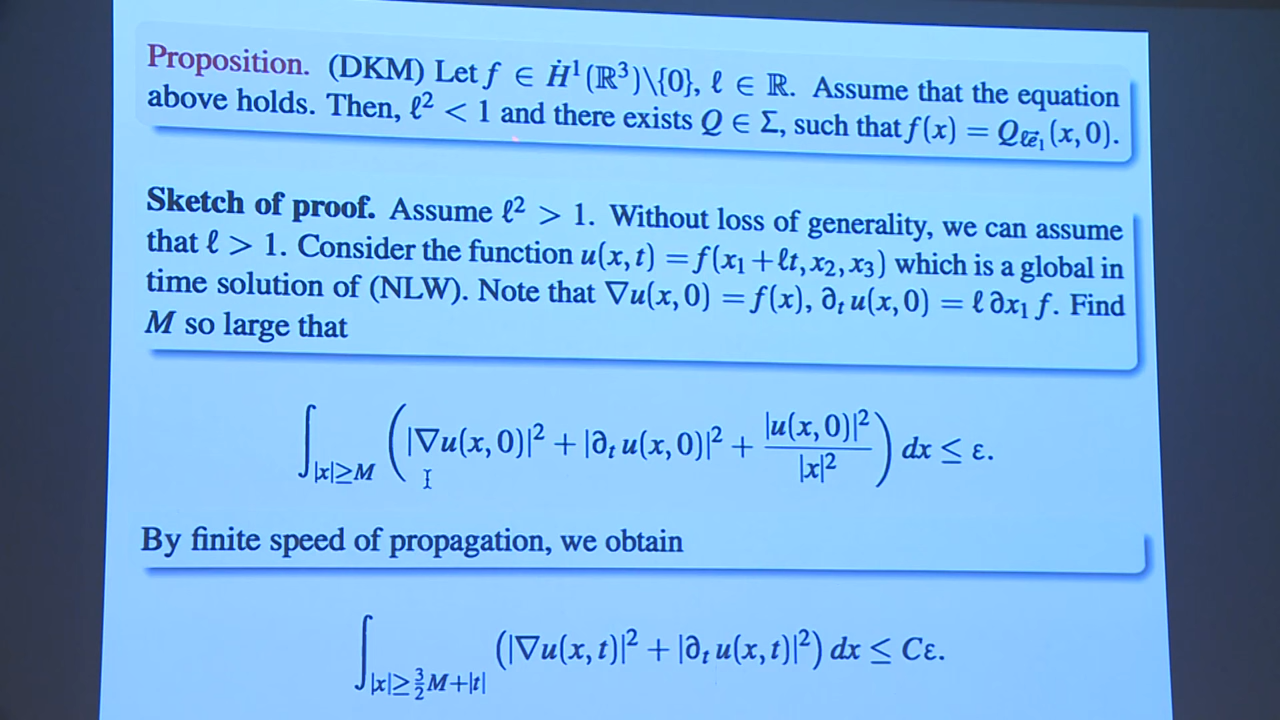 Proposition. (DKM) Let f ∈ Ḣ¹(ℝ³)\{0}, ℓ ∈ ℝ. Assume that the equation
above holds. Then, ℓ² < 1 and there exists Q ∈ Σ, such that f(x) = Q_{ℓe⃗₁}(x, 0).
Sketch of proof. Assume ℓ² > 1. Without loss of generality, we can assume
that ℓ > 1. Consider the function u(x, t) = f(x₁ + ℓt, x₂, x₃) which is a global in
time solution of (NLW). Note that ∇u(x, 0) = f(x), ∂ₜu(x, 0) = ℓ∂x₁ f. Find
M so large that
∫_{|x|≥M} (|∇u(x, 0)|² + |∂ₜu(x, 0)|² + |u(x, 0)|²/|x|²) dx ≤ ε.
By finite speed of propagation, we obtain
∫_{|x|≥3/2 M+|t|} (|∇u(x, t)|² + |∂ₜu(x, t)|²) dx ≤ Cε.